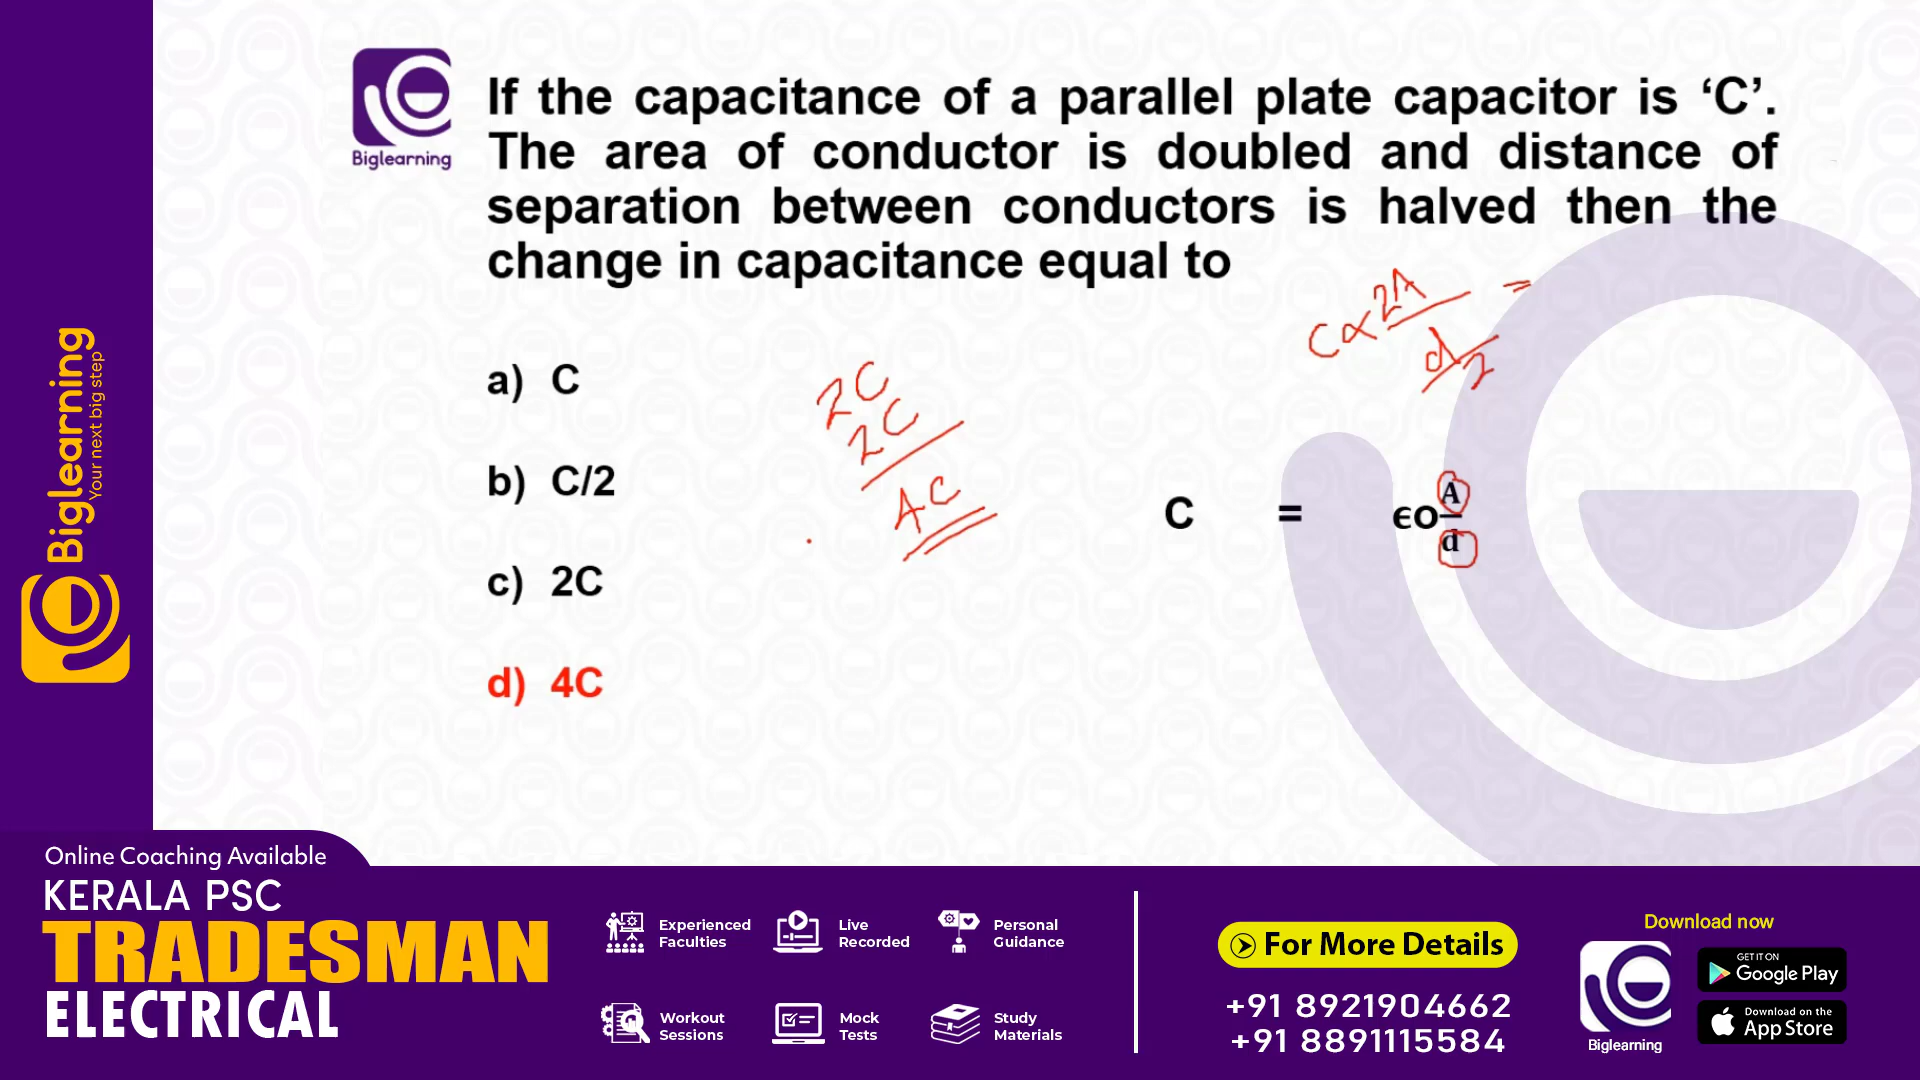 Biglearning
If the capacitance of a parallel plate capacitor is ‘C’.
The area of conductor is doubled and distance of
separation between conductors is halved then the
change in capacitance equal to
C∝ 2A =
d/2
a) C
2C
2C
4C
b) C/2
C = ϵo A
d
c) 2C
d) 4C
Biglearning
Your next big step
Online Coaching Available
KERALA PSC
TRADESMAN
ELECTRICAL
Experienced
Faculties
Live
Recorded
Personal
Guidance
Workout
Sessions
Mock
Tests
Study
Materials
For More Details
+91 8921904662
+91 8891115584
Download now
Biglearning
GET IT ON
Google Play
Download on the
App Store